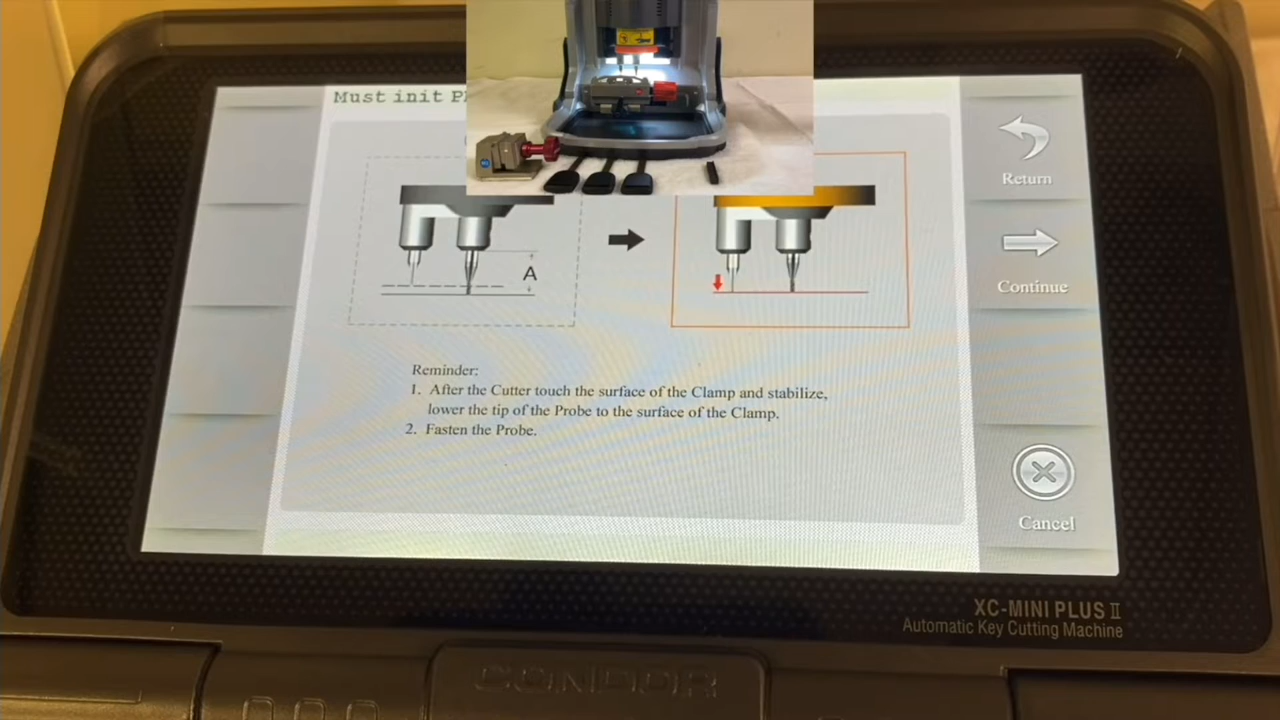 Must init P
Return
A
Continue
Reminder:
1. After the Cutter touch the surface of the Clamp and stabilize,
lower the tip of the Probe to the surface of the Clamp.
2. Fasten the Probe.
Cancel
XC-MINI PLUS II
Automatic Key Cutting Machine
CONDOR